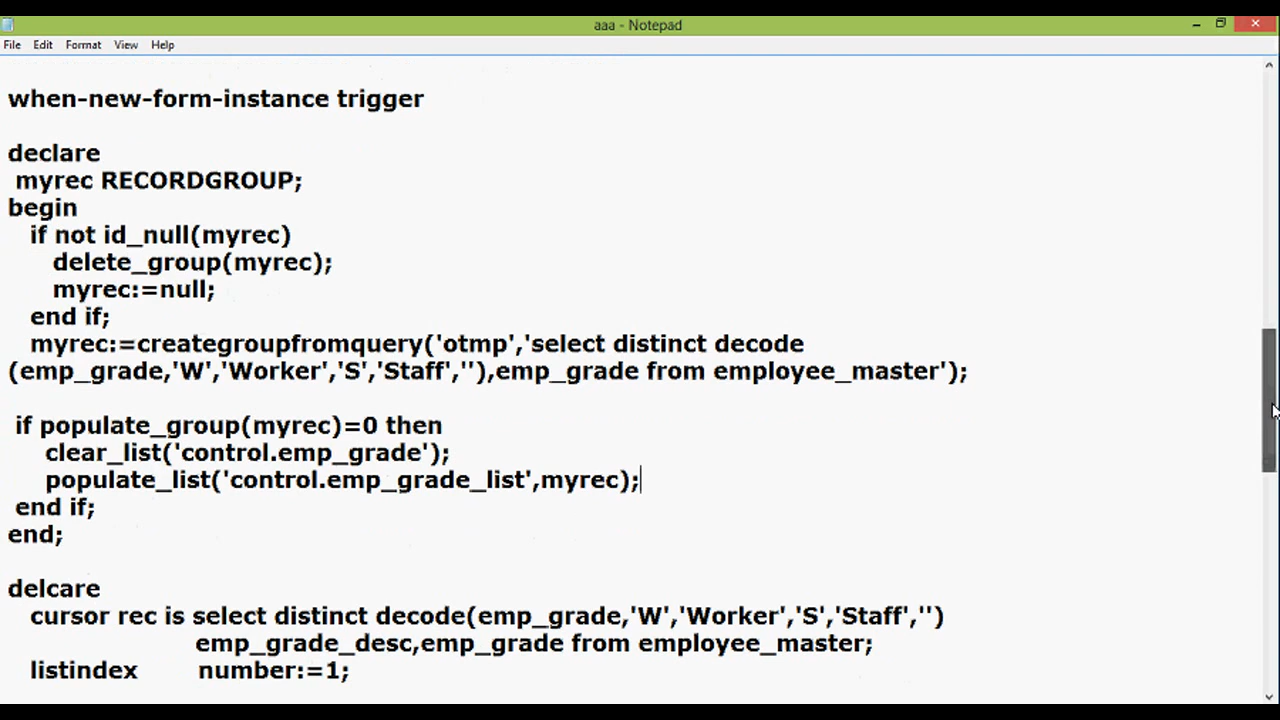 aaa - Notepad
File Edit Format View Help
when-new-form-instance trigger
declare
myrec RECORDGROUP;
begin
if not id_null(myrec)
delete_group(myrec);
myrec:=null;
end if;
myrec:=creategroupfromquery('otmp','select distinct decode
(emp_grade,'W','Worker','S','Staff',''),emp_grade from employee_master');
if populate_group(myrec)=0 then
clear_list('control.emp_grade');
populate_list('control.emp_grade_list',myrec);
end if;
end;
delcare
cursor rec is select distinct decode(emp_grade,'W','Worker','S','Staff','')
emp_grade_desc,emp_grade from employee_master;
listindex number:=1;